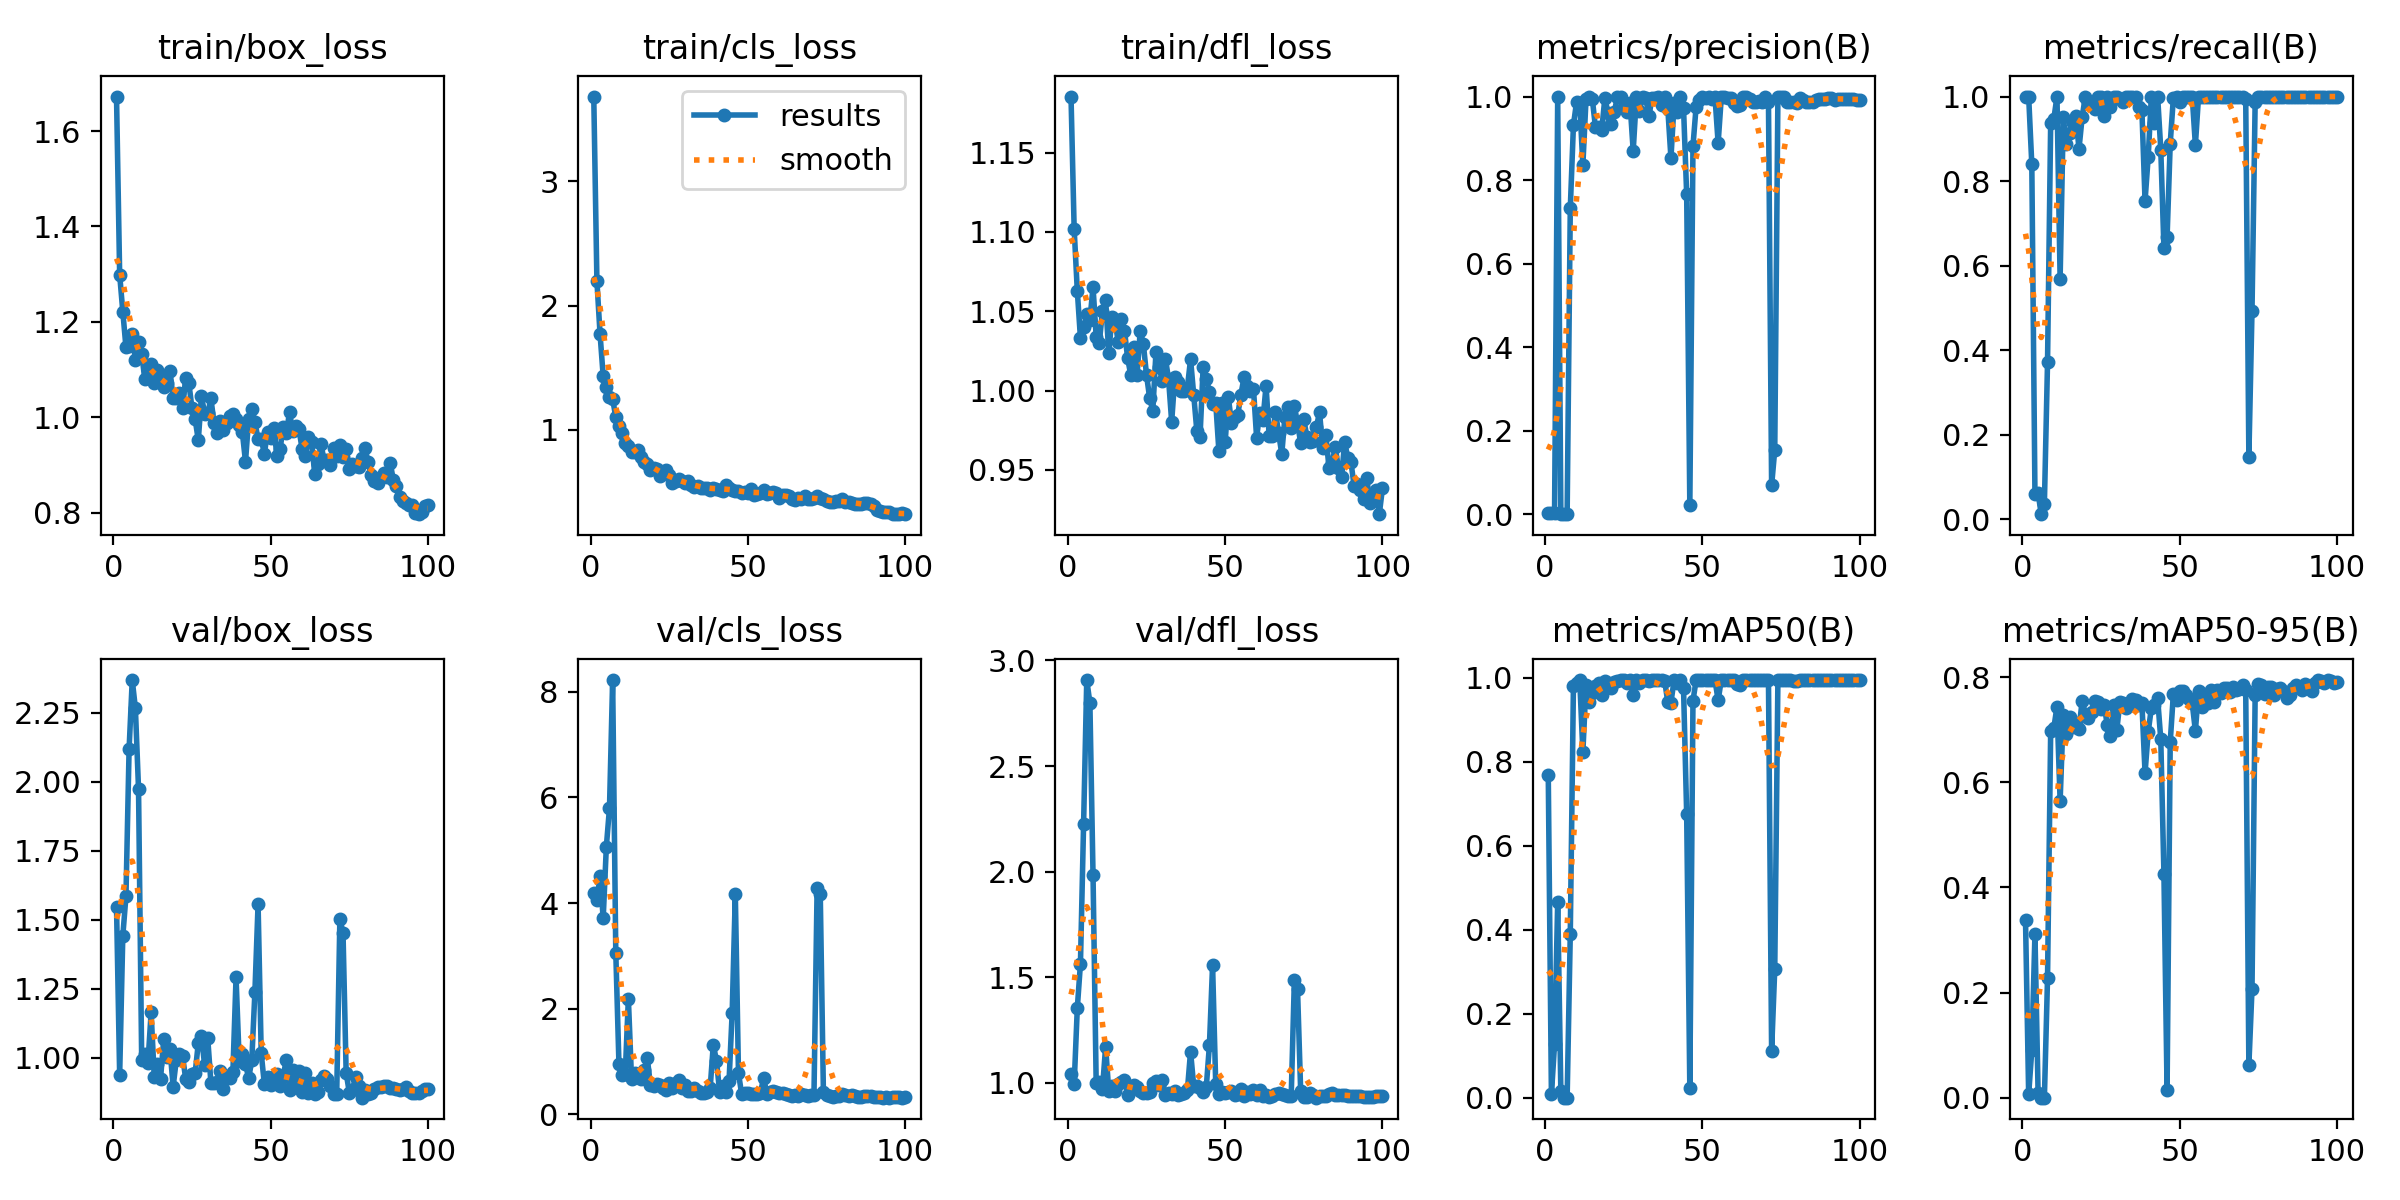 train/box_loss
1.6
1.4
1.2
1.0
0.8
0 50 100
train/cls_loss
results
smooth
3
2
1
0 50 100
train/dfl_loss
1.15
1.10
1.05
1.00
0.95
0 50 100
metrics/precision(B)
1.0
0.8
0.6
0.4
0.2
0.0
0 50 100
metrics/recall(B)
1.0
0.8
0.6
0.4
0.2
0.0
0 50 100
val/box_loss
2.25
2.00
1.75
1.50
1.25
1.00
0 50 100
val/cls_loss
8
6
4
2
0
0 50 100
val/dfl_loss
3.0
2.5
2.0
1.5
1.0
0 50 100
metrics/mAP50(B)
1.0
0.8
0.6
0.4
0.2
0.0
0 50 100
metrics/mAP50-95(B)
0.8
0.6
0.4
0.2
0.0
0 50 100